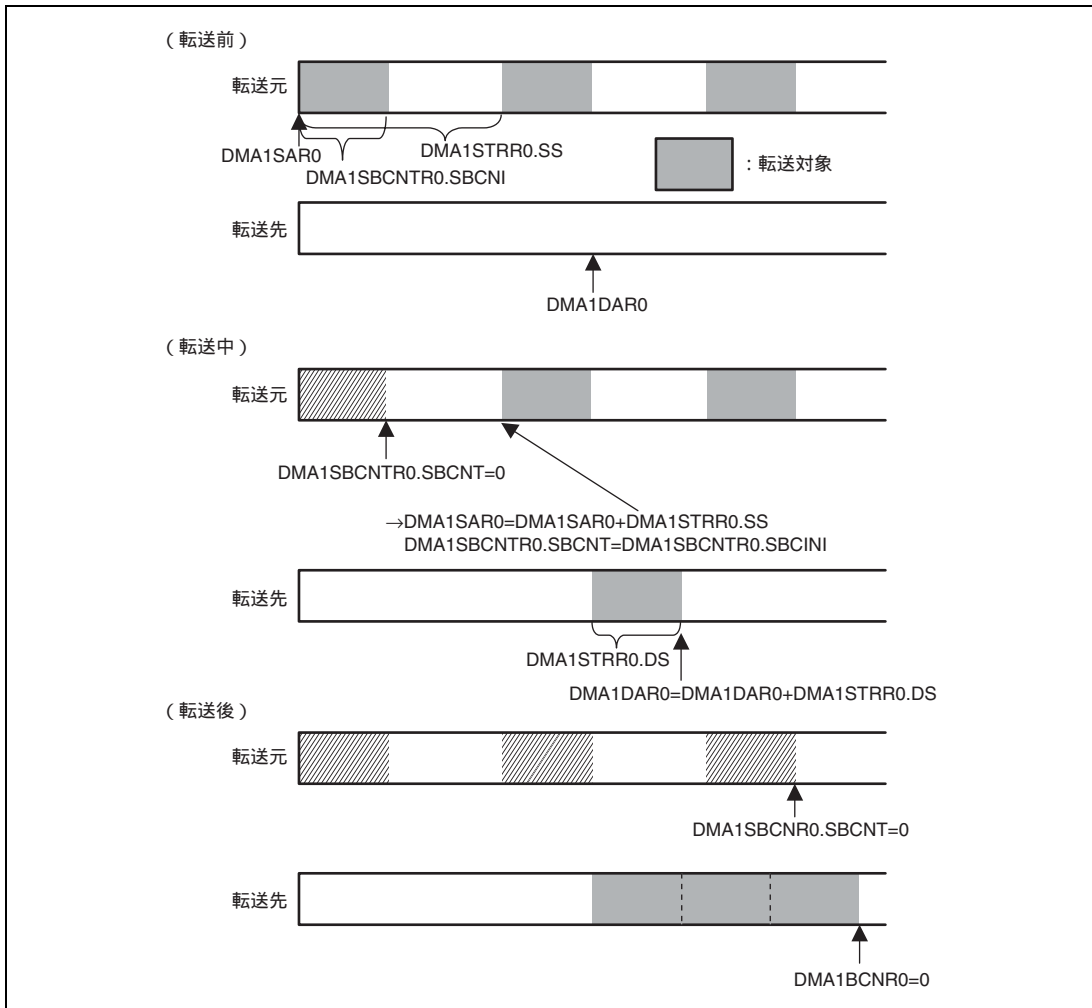 （転送前）
転送元
DMA1SAR0
DMA1STRR0.SS
DMA1SBCNTR0.SBCNI
：転送対象
転送先
DMA1DAR0
（転送中）
転送元
DMA1SBCNTR0.SBCNT=0
→DMA1SAR0=DMA1SAR0+DMA1STRR0.SS
DMA1SBCNTR0.SBCNT=DMA1SBCNTR0.SBCINI
転送先
DMA1STRR0.DS
DMA1DAR0=DMA1DAR0+DMA1STRR0.DS
（転送後）
転送元
DMA1SBCNR0.SBCNT=0
転送先
DMA1BCNR0=0